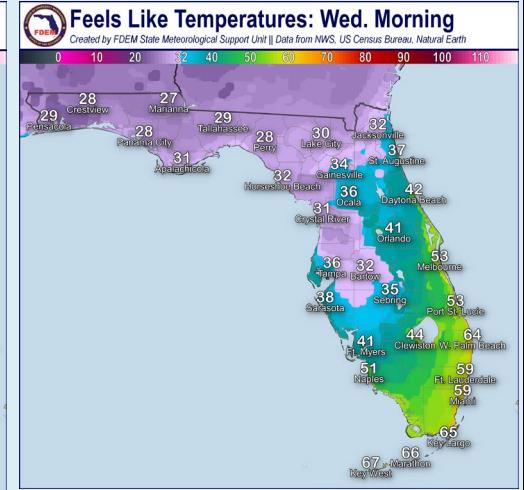 FDEM
Feels Like Temperatures: Wed. Morning
Created by FDEM State Meteorological Support Unit || Data from NWS, US Census Bureau, Natural Earth
0 10 20 32 40 50 60 70 80 90 100 110
28
Crestview
27
Marianna
29
Pensacola
29
Tallahassee
28
Panama City
28
Perry
30
Lake City
32
Jacksonville
31
Apalachicola
37
St. Augustine
34
Gainesville
32
Horseshoe Beach
36
Ocala
42
Daytona Beach
31
Crystal River
41
Orlando
53
Melbourne
36
Tampa
32
Bartow
38
Sarasota
35
Sebring
53
Port St. Lucie
41
Ft. Myers
44
Clewiston
64
W. Palm Beach
51
Naples
59
Ft. Lauderdale
59
Miami
65
Key Largo
66
Marathon
67
Key West